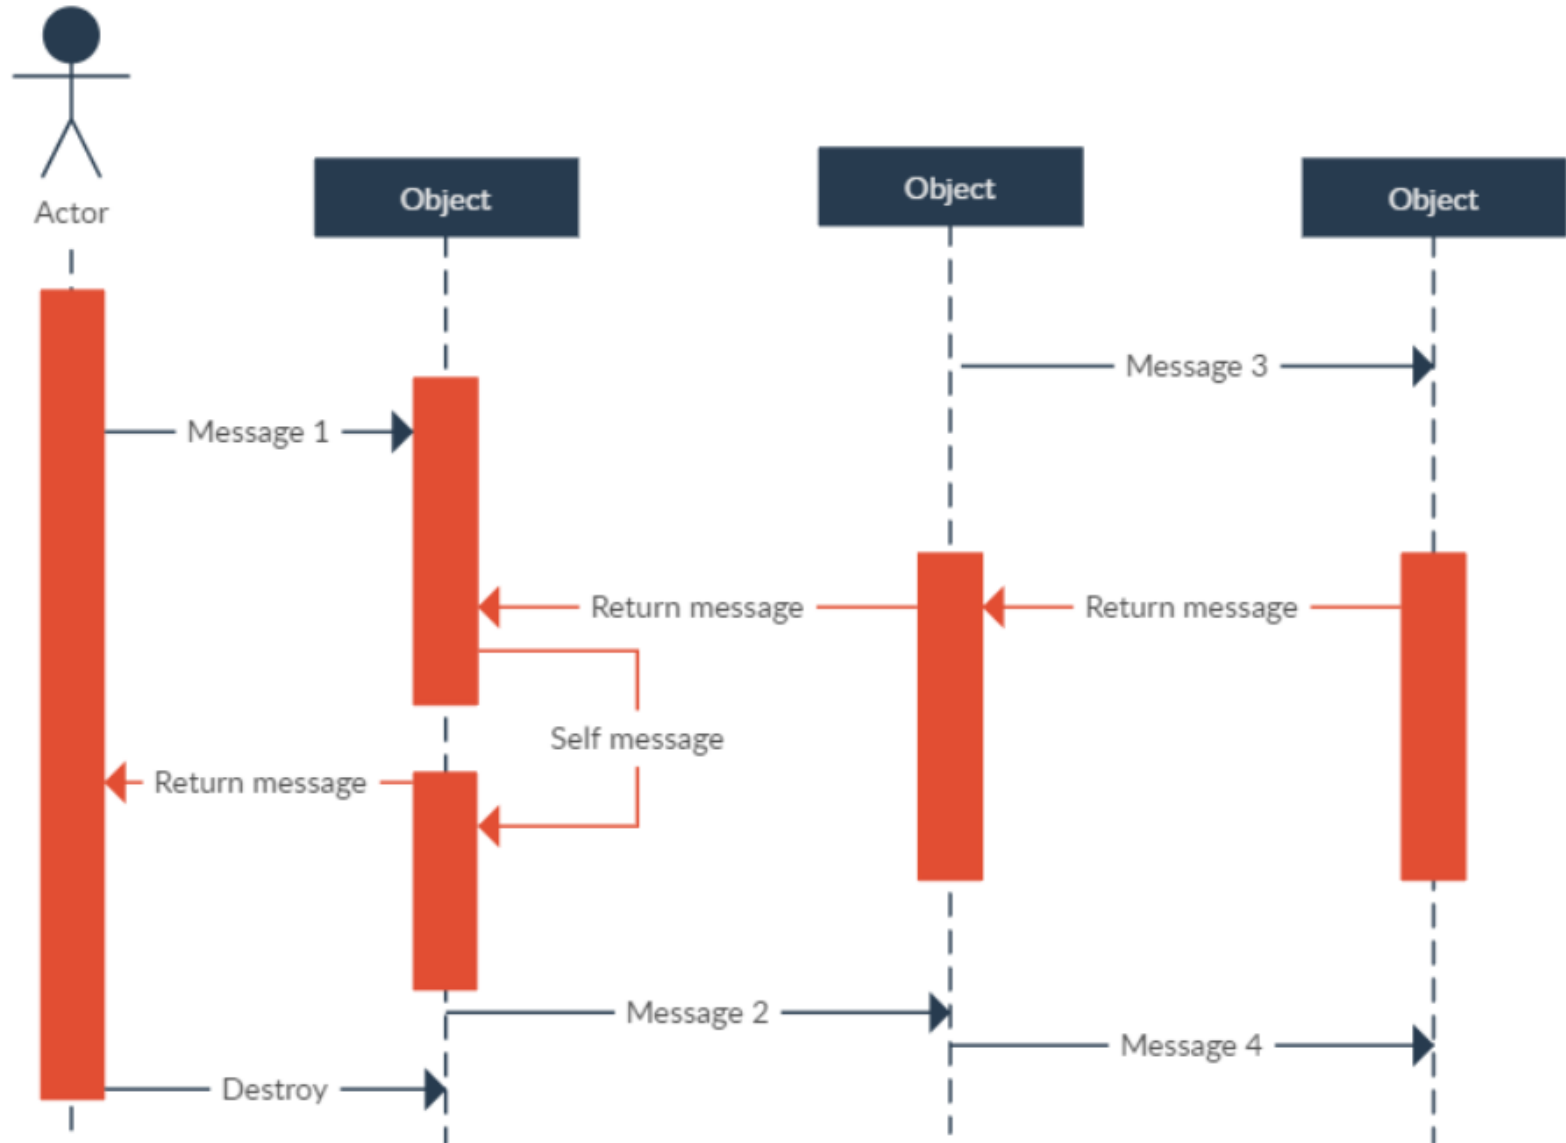 Actor
Object
Object
Object
Message 3
Message 1
Return message
Return message
Self message
Return message
Message 2
Message 4
Destroy